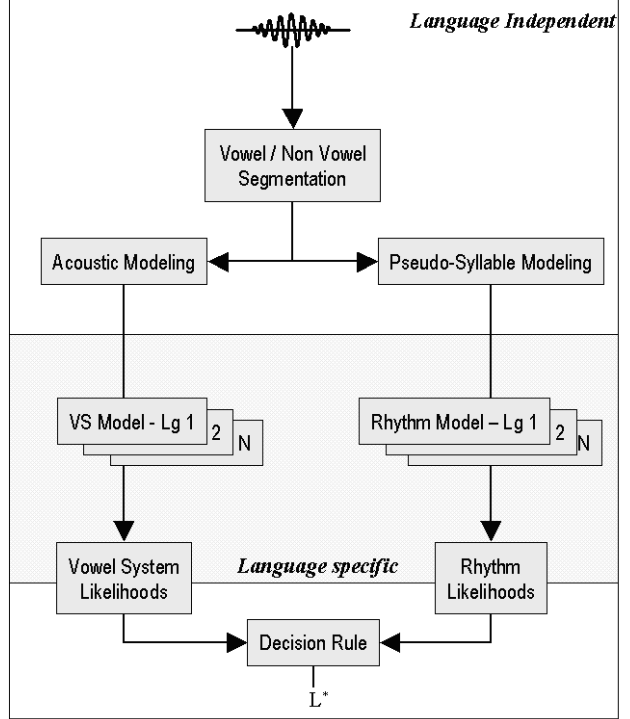 Language Independent
Vowel / Non Vowel
Segmentation
Acoustic Modeling
Pseudo-Syllable Modeling
VS Model - Lg 1
2
N
Rhythm Model – Lg 1
2
N
Vowel System
Likelihoods
Language specific
Rhythm
Likelihoods
Decision Rule
L*